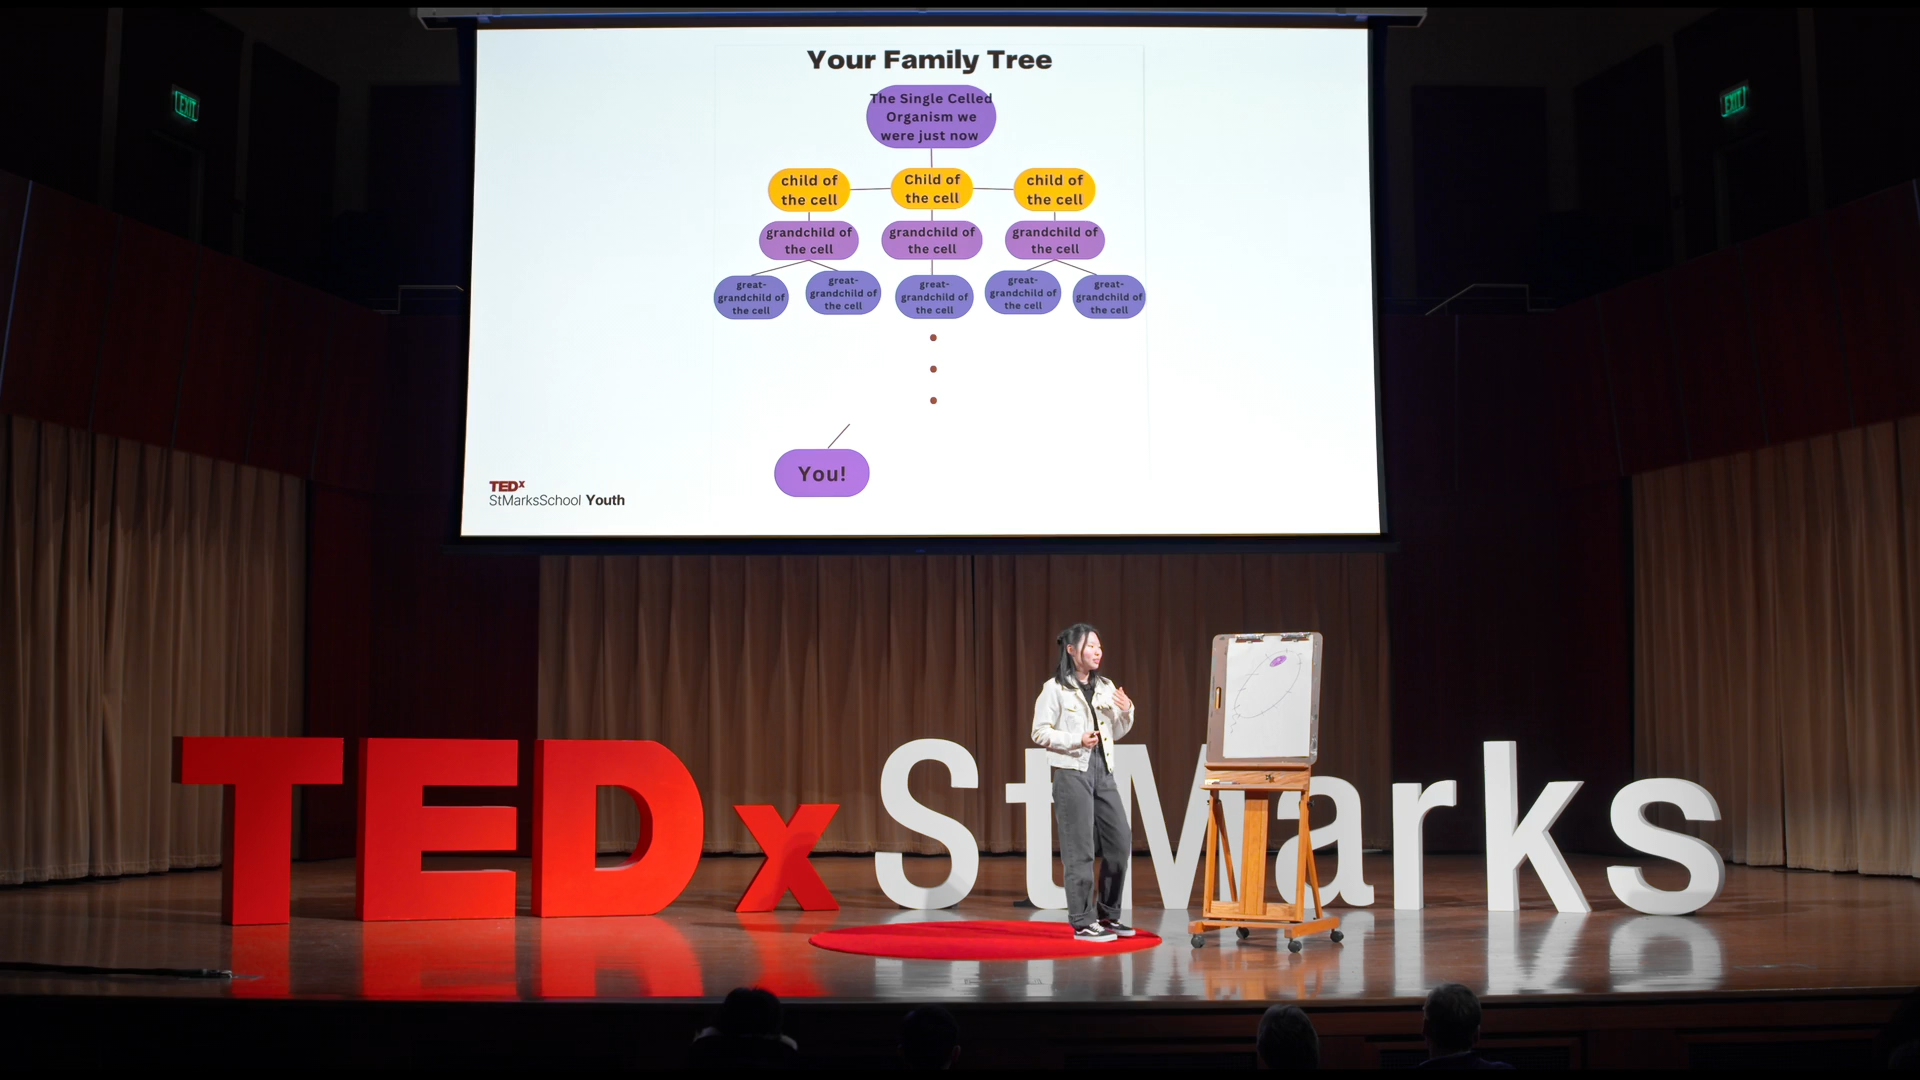 EXIT
EXIT
Your Family Tree
The Single Celled
Organism we
were just now
child of
the cell
Child of
the cell
child of
the cell
grandchild of
the cell
grandchild of
the cell
grandchild of
the cell
great-
grandchild of
the cell
great-
grandchild of
the cell
great-
grandchild of
the cell
great-
grandchild of
the cell
great-
grandchild of
the cell
You!
TEDx
StMarksSchool Youth
TEDx StMarks